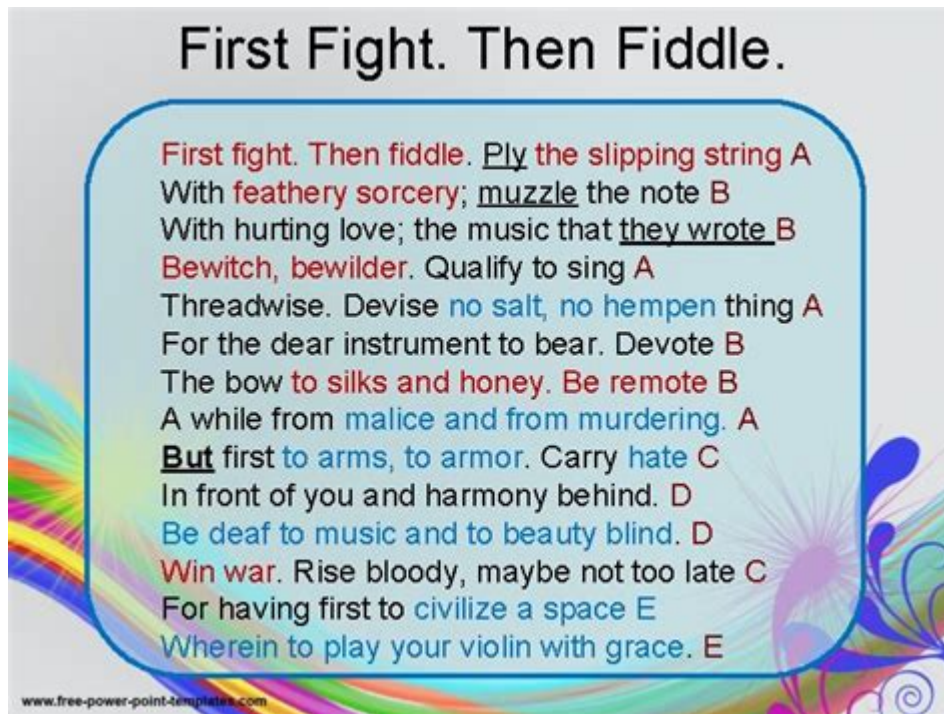 First Fight. Then Fiddle.
First fight. Then fiddle. Ply the slipping string A
With feathery sorcery; muzzle the note B
With hurting love; the music that they wrote B
Bewitch, bewilder. Qualify to sing A
Threadwise. Devise no salt, no hempen thing A
For the dear instrument to bear. Devote B
The bow to silks and honey. Be remote B
A while from malice and from murdering. A
But first to arms, to armor. Carry hate C
In front of you and harmony behind. D
Be deaf to music and to beauty blind. D
Win war. Rise bloody, maybe not too late C
For having first to civilize a space E
Wherein to play your violin with grace. E
www.free-power-point-templates.com